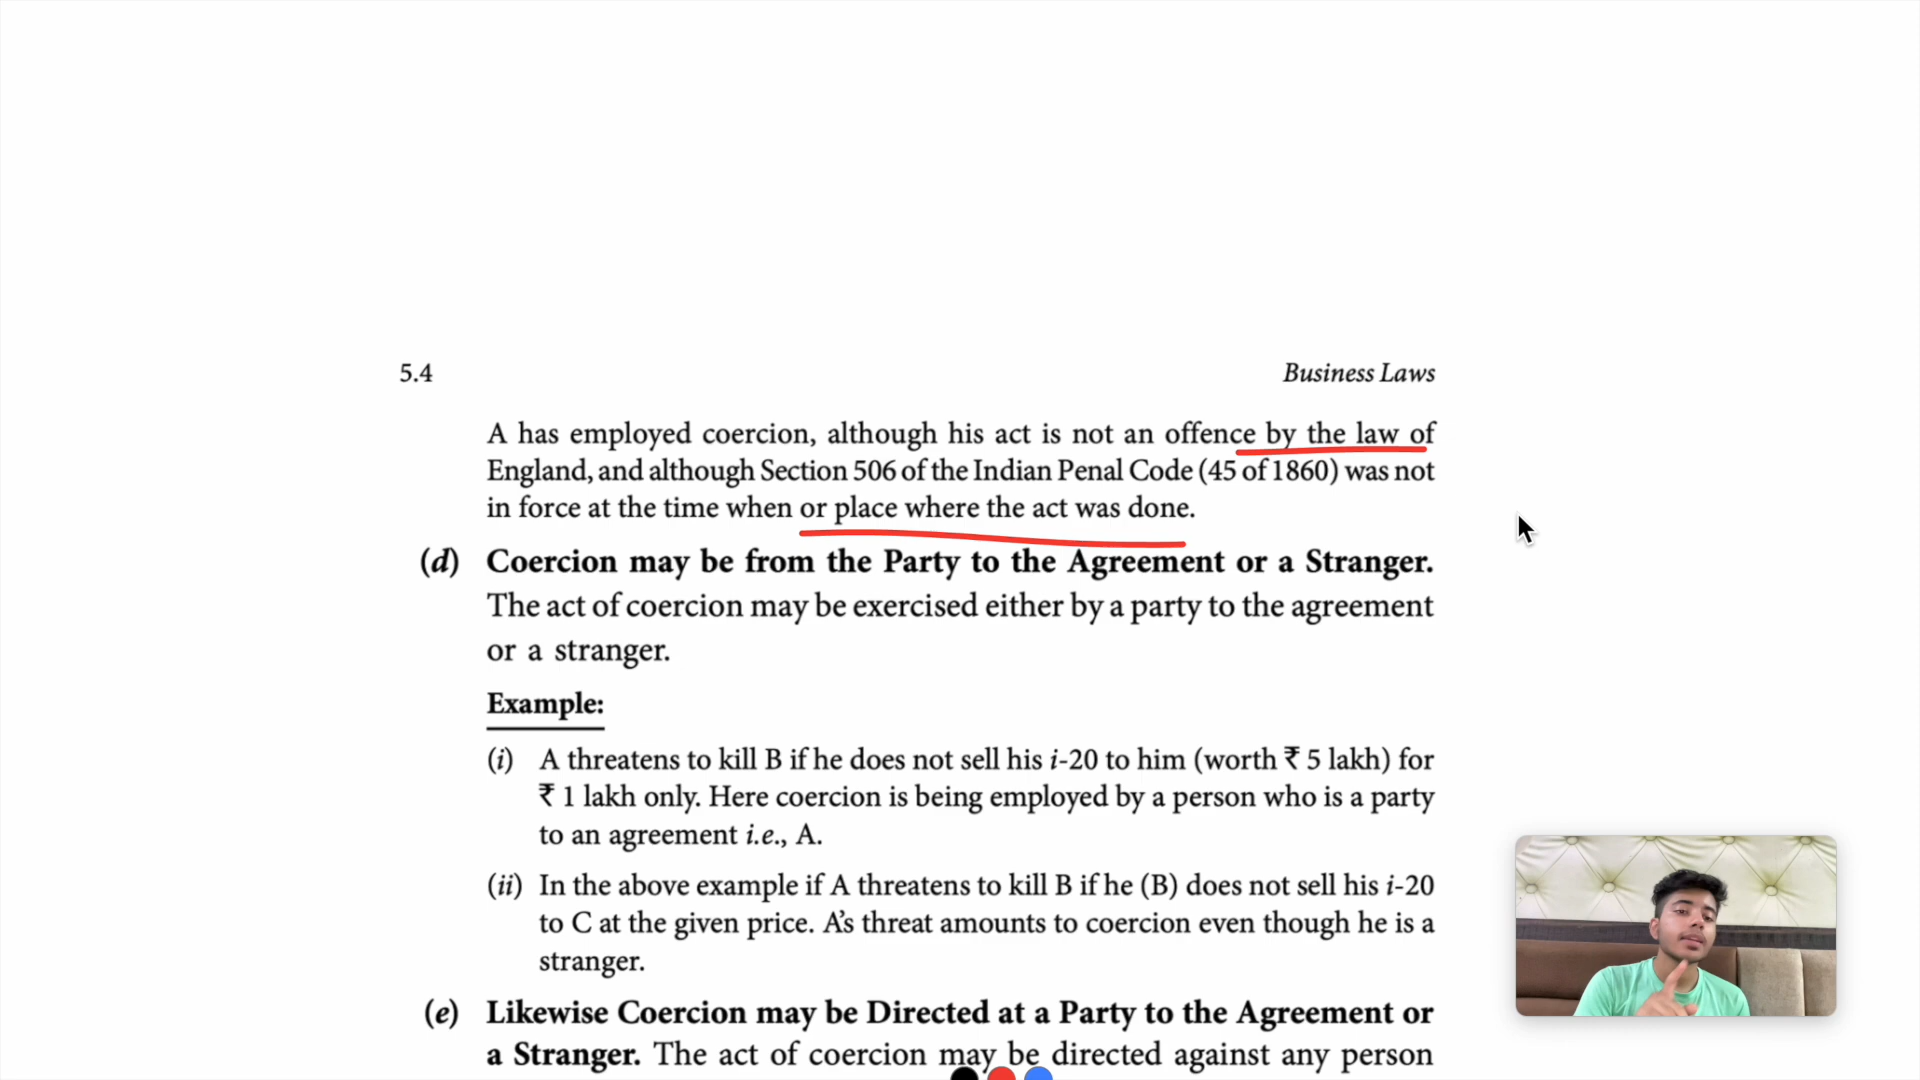 5.4 Business Laws
A has employed coercion, although his act is not an offence by the law of
England, and although Section 506 of the Indian Penal Code (45 of 1860) was not
in force at the time when or place where the act was done.
(d) Coercion may be from the Party to the Agreement or a Stranger.
The act of coercion may be exercised either by a party to the agreement
or a stranger.
Example:
(i) A threatens to kill B if he does not sell his i-20 to him (worth ₹ 5 lakh) for
₹ 1 lakh only. Here coercion is being employed by a person who is a party
to an agreement i.e., A.
(ii) In the above example if A threatens to kill B if he (B) does not sell his i-20
to C at the given price. A’s threat amounts to coercion even though he is a
stranger.
(e) Likewise Coercion may be Directed at a Party to the Agreement or
a Stranger. The act of coercion may be directed against any person